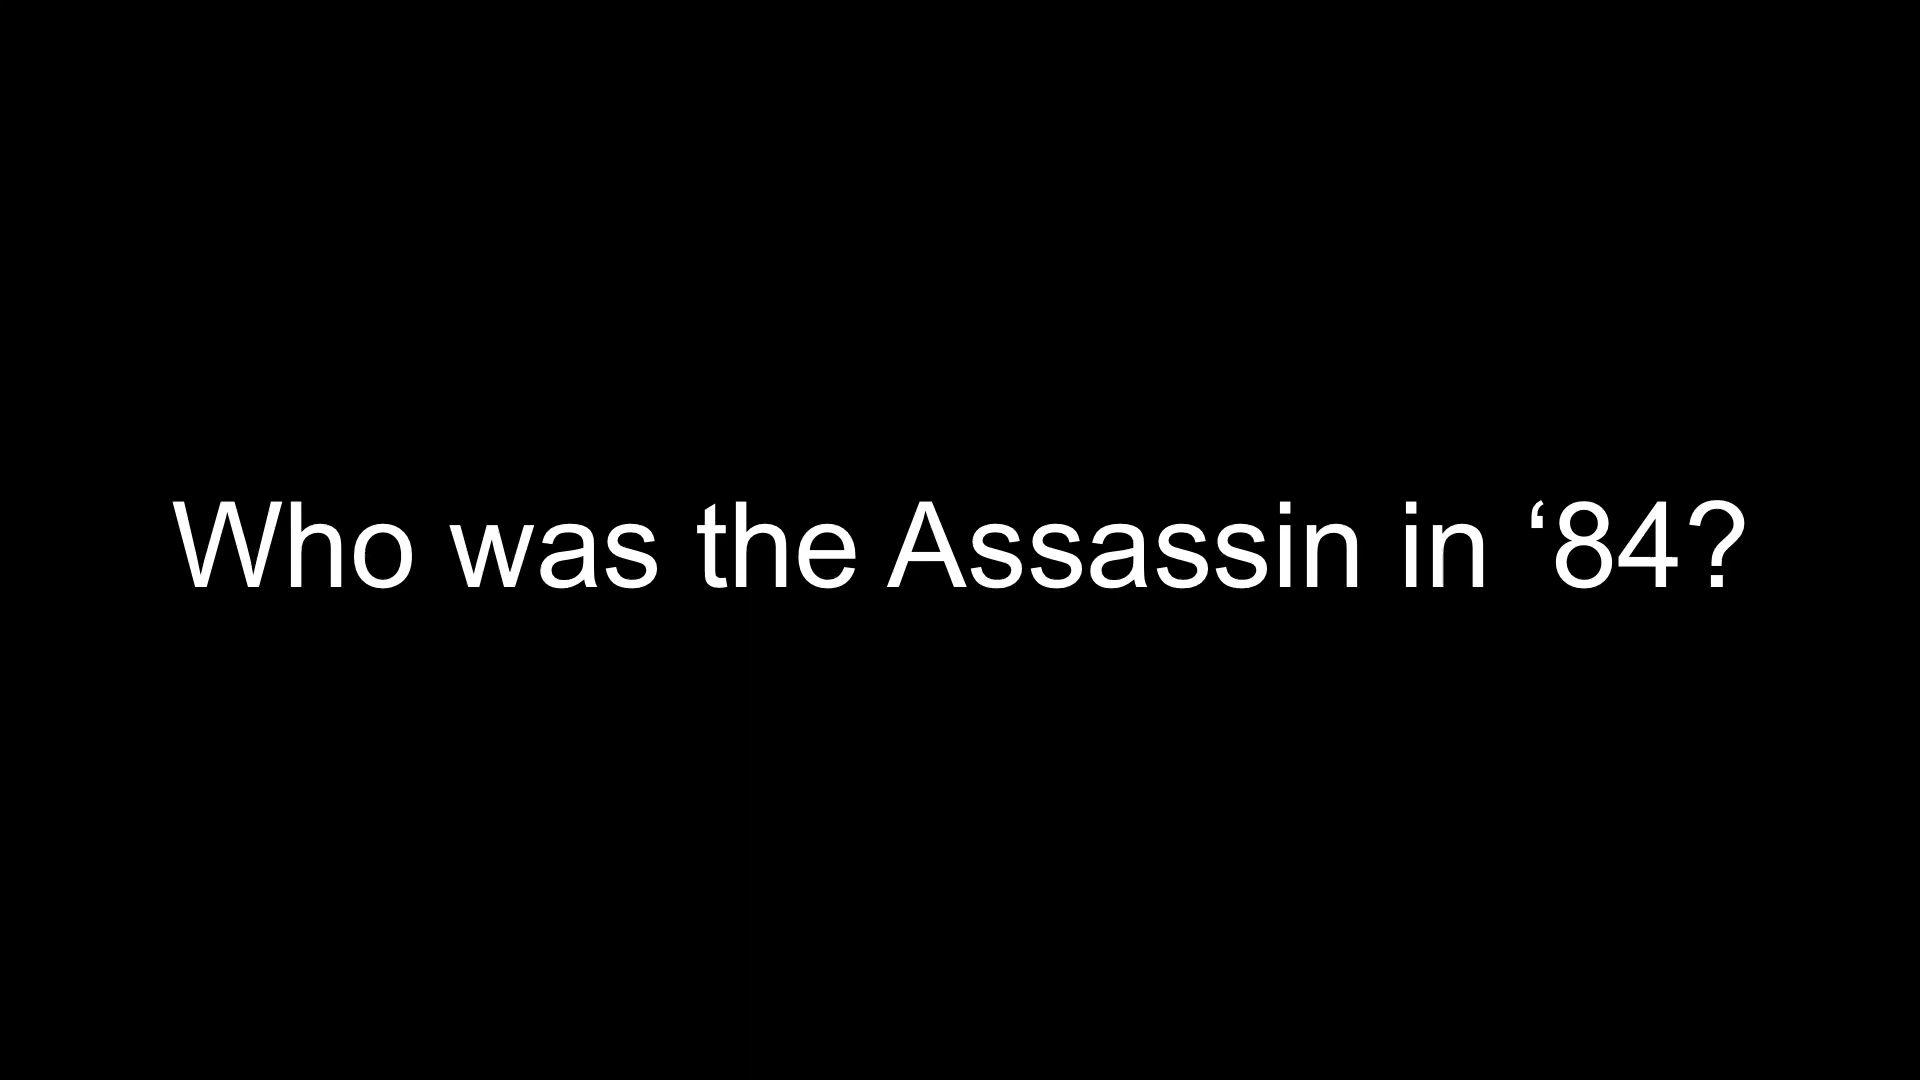 Who was the Assassin in ‘84?